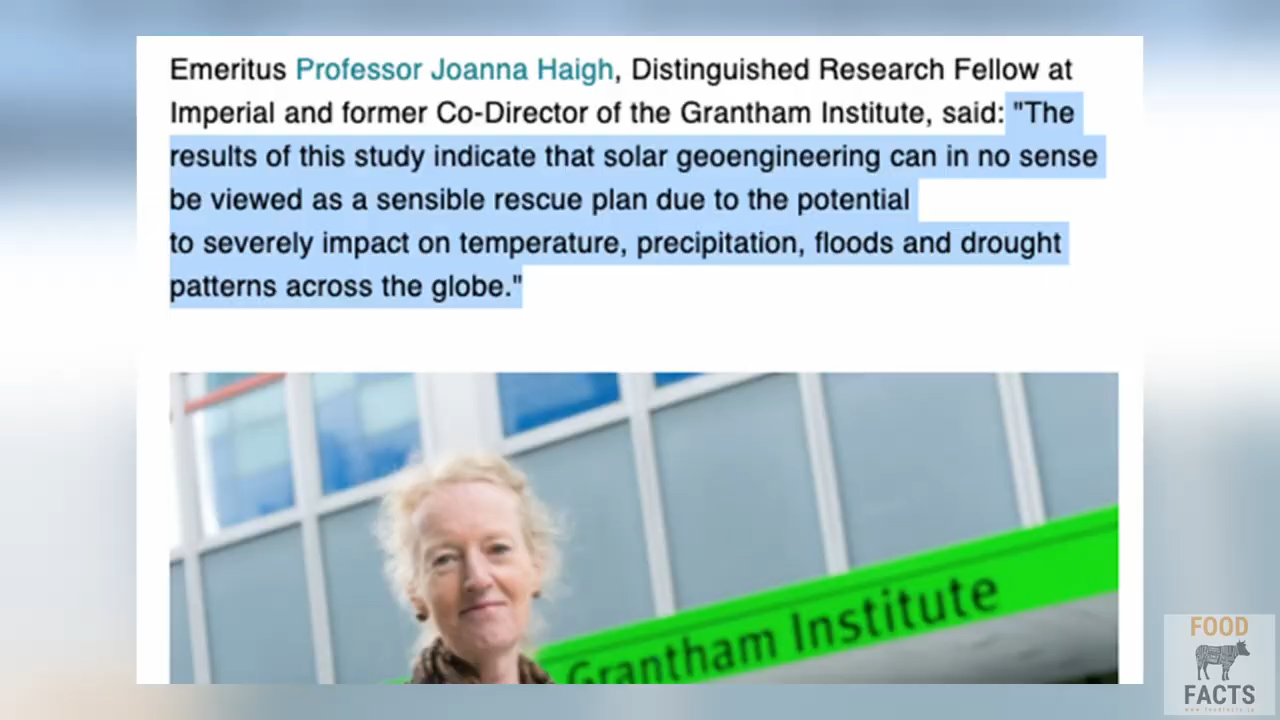 Emeritus Professor Joanna Haigh, Distinguished Research Fellow at
Imperial and former Co-Director of the Grantham Institute, said: "The
results of this study indicate that solar geoengineering can in no sense
be viewed as a sensible rescue plan due to the potential
to severely impact on temperature, precipitation, floods and drought
patterns across the globe."
Grantham Institute
FOOD
FACTS